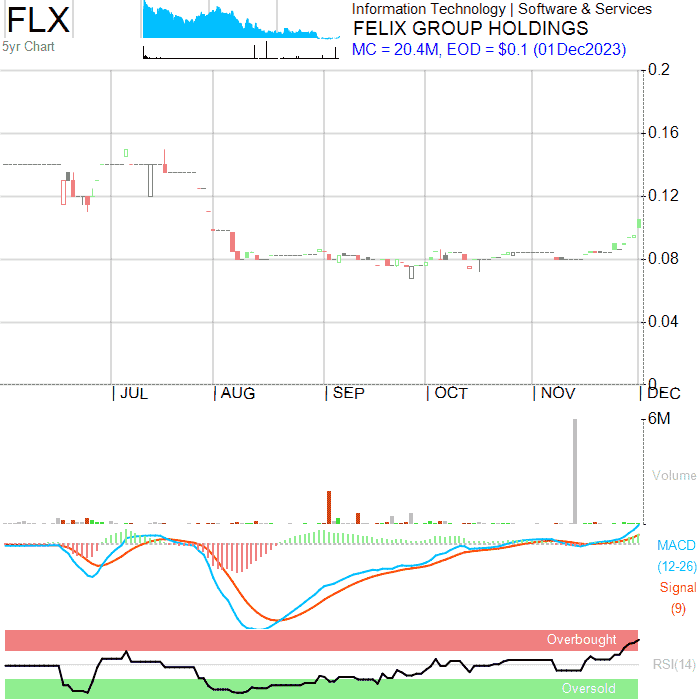 FLX
5yr Chart
Information Technology | Software & Services
FELIX GROUP HOLDINGS
MC = 20.4M, EOD = $0.1 (01Dec2023)
0.2
0.16
0.12
0.08
0.04
0
| JUL | AUG | SEP | OCT | NOV | DEC
6M
Volume
MACD
(12-26)
Signal
(9)
Overbought
RSI(14)
Oversold